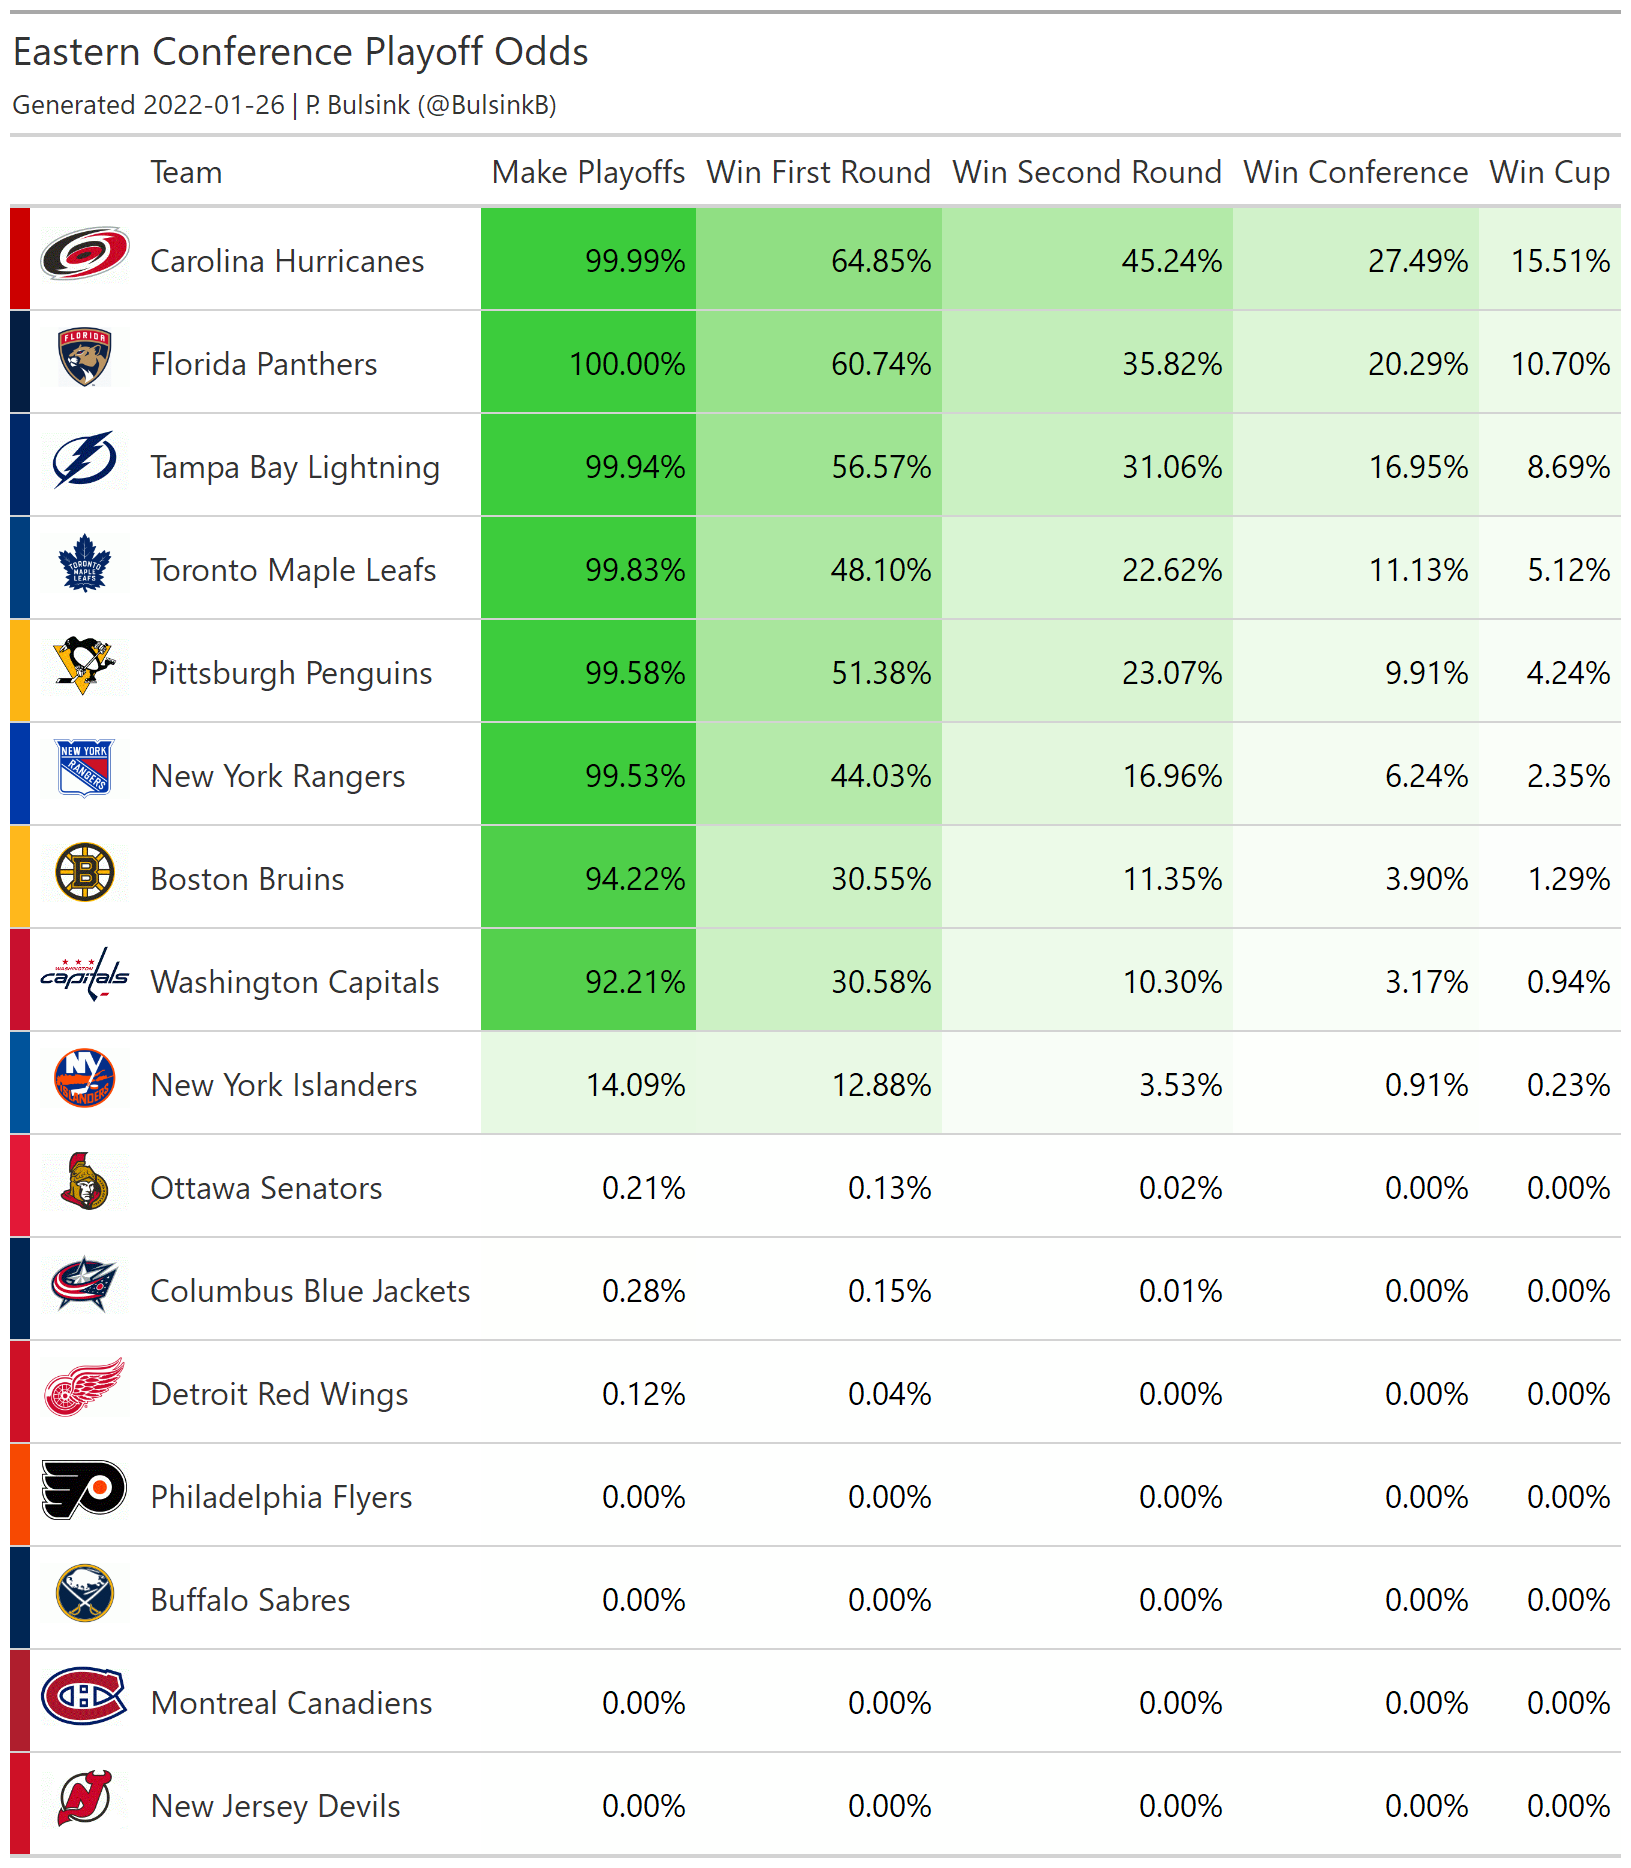 Eastern Conference Playoff Odds
Generated 2022-01-26 | P. Bulsink (@BulsinkB)
Team Make Playoffs Win First Round Win Second Round Win Conference Win Cup
Carolina Hurricanes 99.99% 64.85% 45.24% 27.49% 15.51%
FLORIDA
Florida Panthers 100.00% 60.74% 35.82% 20.29% 10.70%
Tampa Bay Lightning 99.94% 56.57% 31.06% 16.95% 8.69%
TORONTO
MAPLE
LEAFS
Toronto Maple Leafs 99.83% 48.10% 22.62% 11.13% 5.12%
Pittsburgh Penguins 99.58% 51.38% 23.07% 9.91% 4.24%
NEW YORK
RANGERS
New York Rangers 99.53% 44.03% 16.96% 6.24% 2.35%
B
Boston Bruins 94.22% 30.55% 11.35% 3.90% 1.29%
WASHINGTON
capitals
Washington Capitals 92.21% 30.58% 10.30% 3.17% 0.94%
NY
ISLANDERS
New York Islanders 14.09% 12.88% 3.53% 0.91% 0.23%
Ottawa Senators 0.21% 0.13% 0.02% 0.00% 0.00%
Columbus Blue Jackets 0.28% 0.15% 0.01% 0.00% 0.00%
Detroit Red Wings 0.12% 0.04% 0.00% 0.00% 0.00%
Philadelphia Flyers 0.00% 0.00% 0.00% 0.00% 0.00%
Buffalo Sabres 0.00% 0.00% 0.00% 0.00% 0.00%
Montreal Canadiens 0.00% 0.00% 0.00% 0.00% 0.00%
New Jersey Devils 0.00% 0.00% 0.00% 0.00% 0.00%